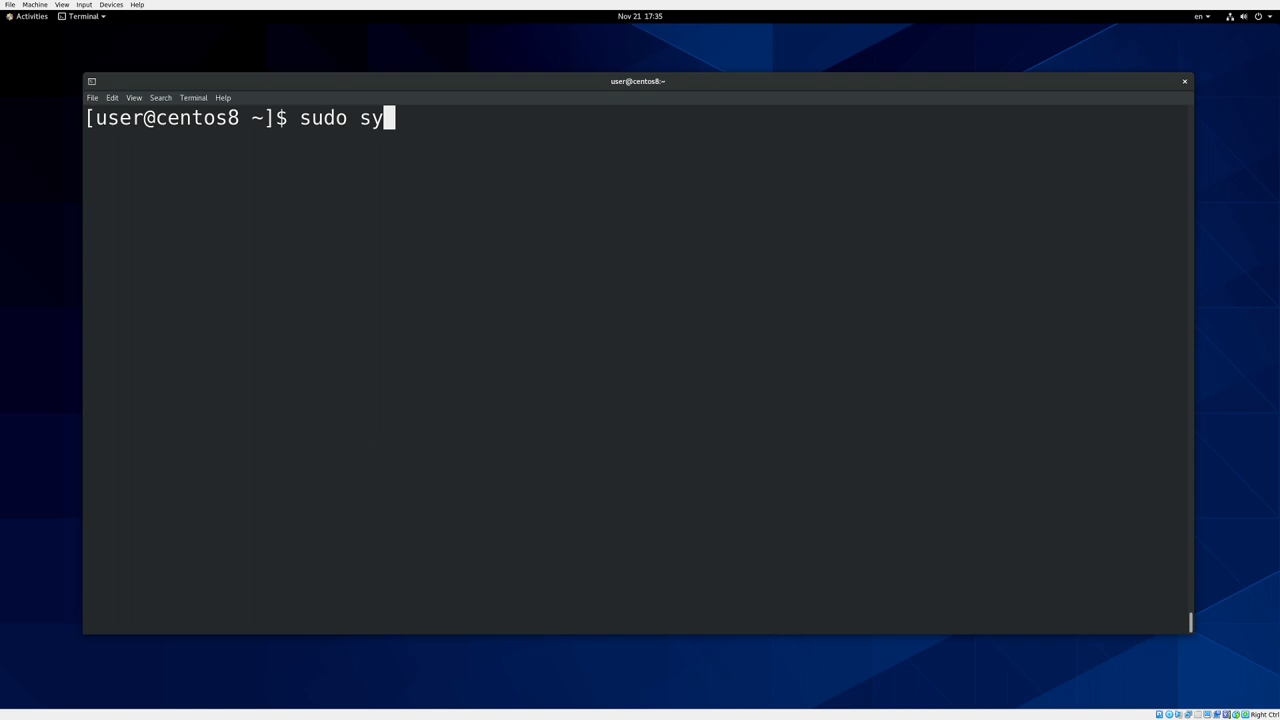 File Machine View Input Devices Help
Activities Terminal Nov 21 17:35 en
user@centos8:~
File Edit View Search Terminal Help
[user@centos8 ~]$ sudo sy
Right Ctrl